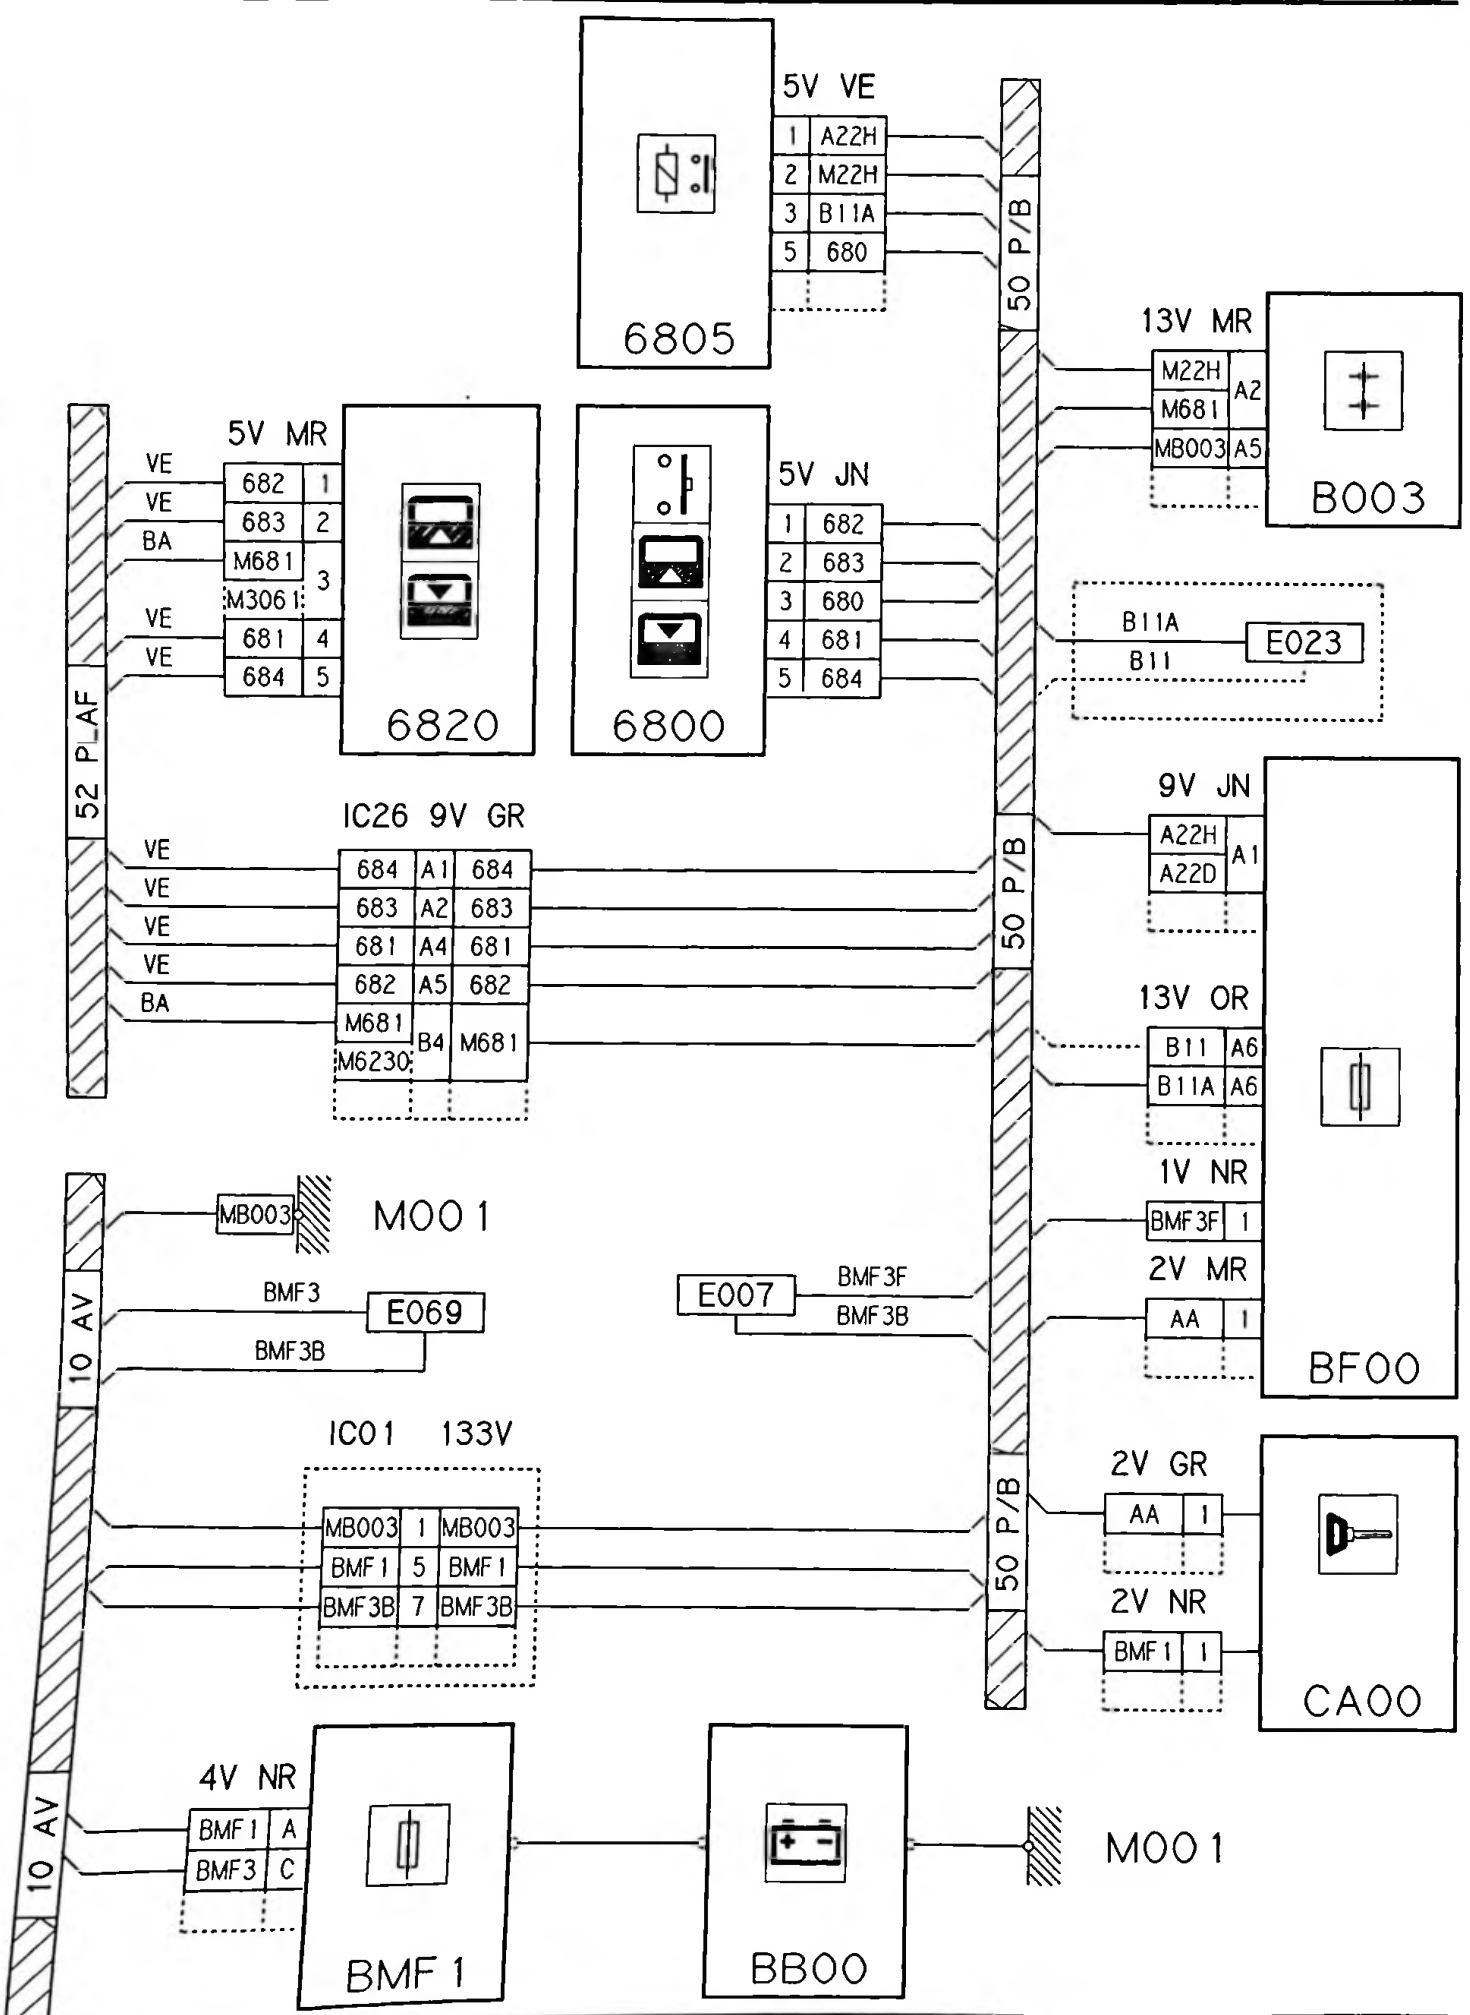 5V VE
1 A22H
2 M22H
3 B11A
5 680
6805
50 P/B
13V MR
M22H A2
M681
MB003 A5
B003
5V MR
VE 682 1
VE 683 2
BA M681 3
M3061
VE 681 4
VE 684 5
6820
52 PLAF
5V JN
1 682
2 683
3 680
4 681
5 684
6800
B11A E023
B11
IC26 9V GR
VE 684 A1 684
VE 683 A2 683
VE 681 A4 681
VE 682 A5 682
BA M681 B4 M681
M6230
50 P/B
9V JN
A22H A1
A22D
13V OR
B11 A6
B11A A6
1V NR
BMF3F 1
2V MR
AA 1
BF00
MB003 M001
10 AV
BMF3 E069
BMF3B
E007 BMF3F
BMF3B
IC01 133V
MB003 1 MB003
BMF1 5 BMF1
BMF3B 7 BMF3B
50 P/B
2V GR
AA 1
2V NR
BMF1 1
CA00
10 AV
4V NR
BMF1 A
BMF3 C
BMF1
BB00
M001